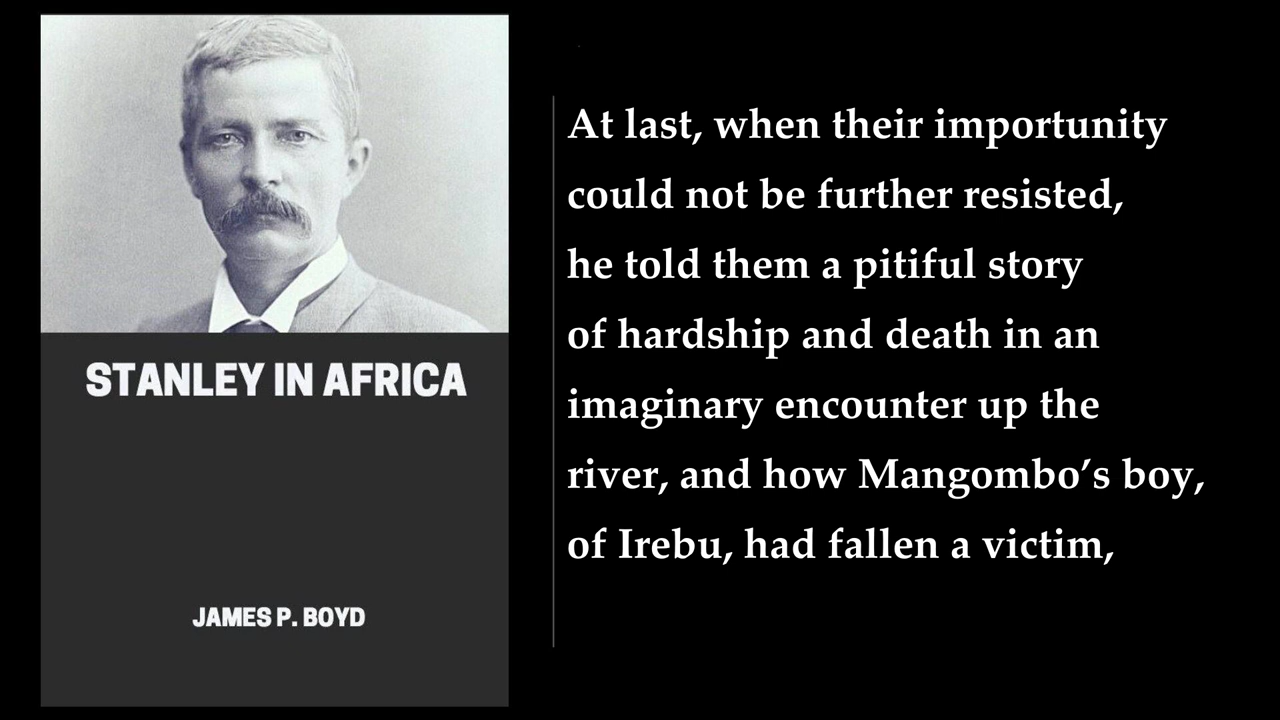 STANLEY IN AFRICA
JAMES P. BOYD
At last, when their importunity
could not be further resisted,
he told them a pitiful story
of hardship and death in an
imaginary encounter up the
river, and how Mangombo’s boy,
of Irebu, had fallen a victim,